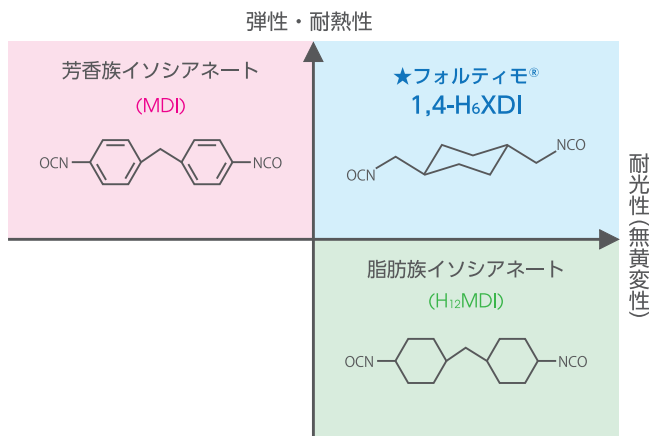 弾性・耐熱性
芳香族イソシアネート
(MDI)
OCN
NCO
★フォルティモ®
1,4-H₆XDI
OCN
NCO
耐光性(無黄変性)
脂肪族イソシアネート
(H₁₂MDI)
OCN
NCO